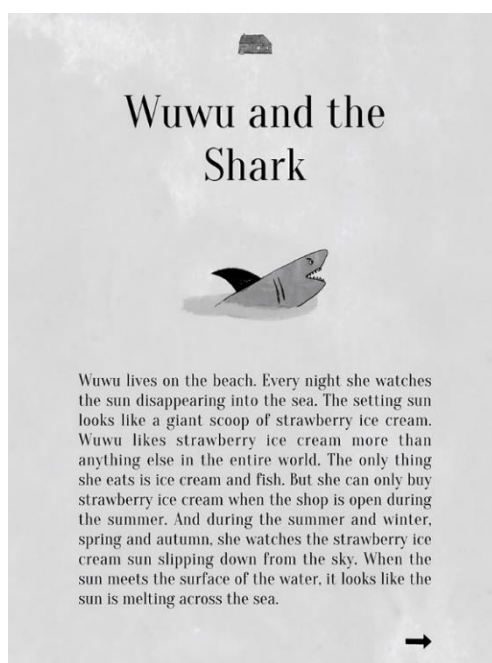 Wuwu and the
Shark
Wuwu lives on the beach. Every night she watches
the sun disappearing into the sea. The setting sun
looks like a giant scoop of strawberry ice cream.
Wuwu likes strawberry ice cream more than
anything else in the entire world. The only thing
she eats is ice cream and fish. But she can only buy
strawberry ice cream when the shop is open during
the summer. And during the summer and winter,
spring and autumn, she watches the strawberry ice
cream sun slipping down from the sky. When the
sun meets the surface of the water, it looks like the
sun is melting across the sea.